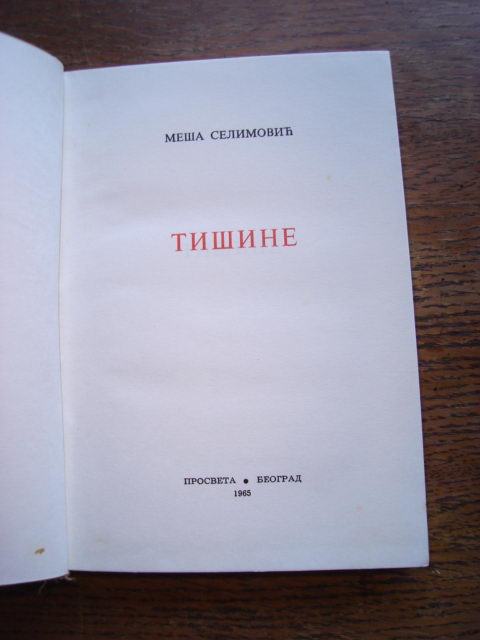 МЕША СЕЛИМОВИЋ
ТИШИНЕ
ПРОСВЕТА ● БЕОГРАД
1965